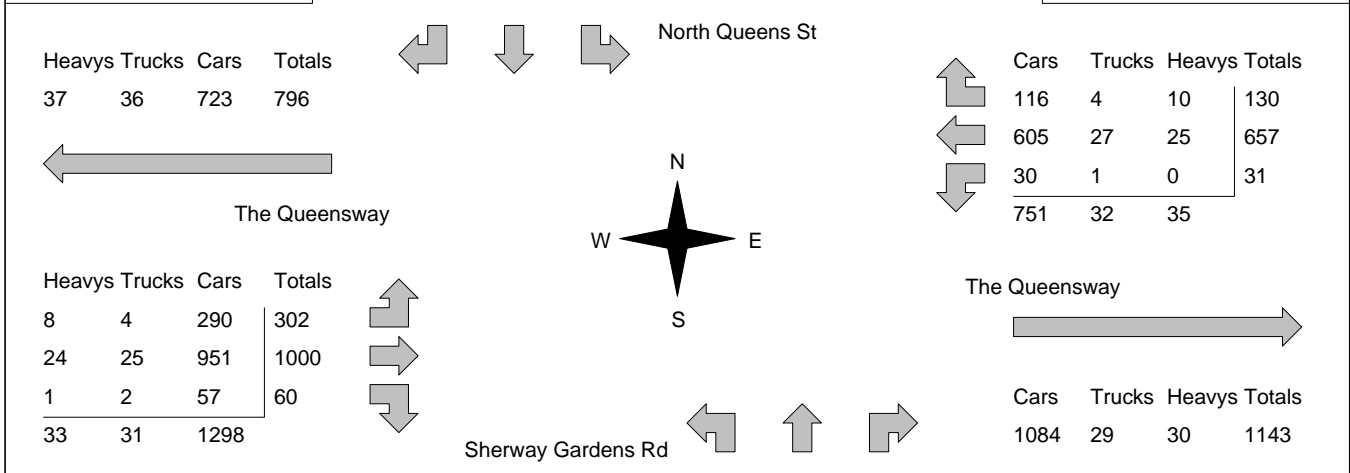 North Queens St
Heavys Trucks Cars Totals
37 36 723 796
The Queensway
Heavys Trucks Cars Totals
8 4 290 302
24 25 951 1000
1 2 57 60
33 31 1298
N
W E
S
Sherway Gardens Rd
Cars Trucks Heavys Totals
116 4 10 130
605 27 25 657
30 1 0 31
751 32 35
The Queensway
Cars Trucks Heavys Totals
1084 29 30 1143